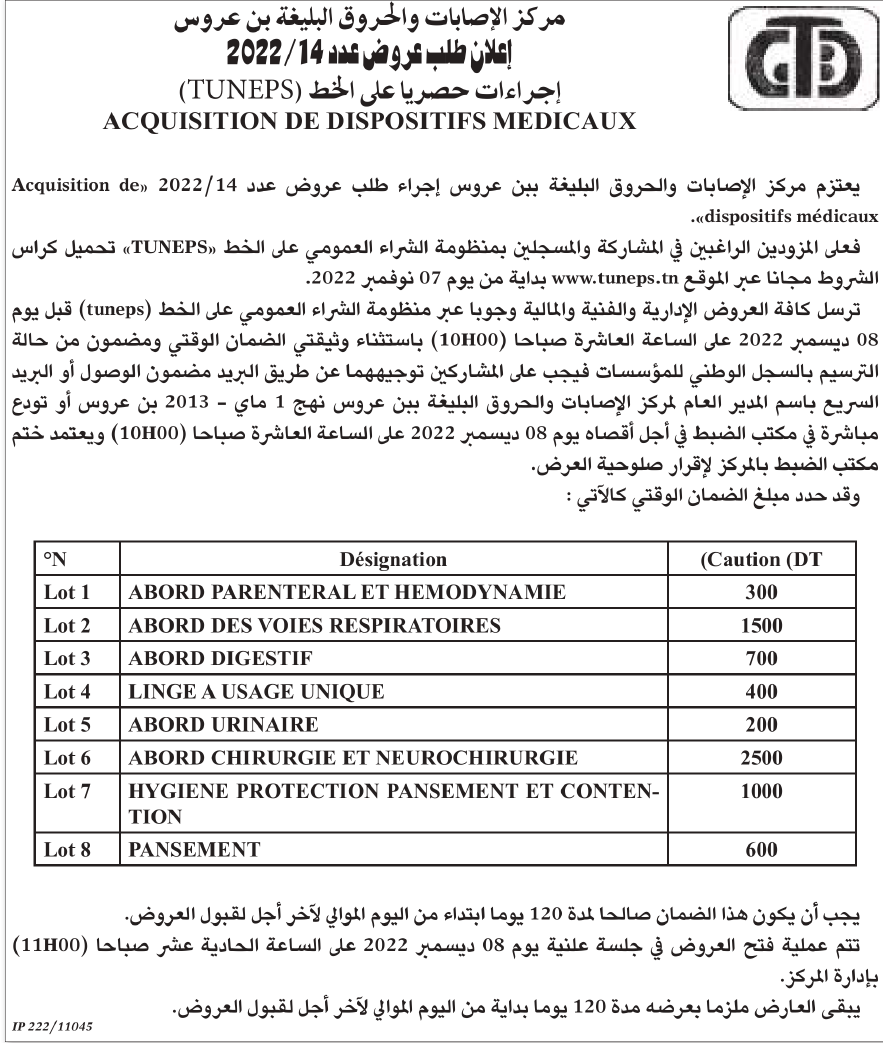 مركز الإصابات والحروق البليغة بن عروس
إعلان طلب عروض عدد 2022/14
إجراءات حصريا على الخط (TUNEPS)
ACQUISITION DE DISPOSITIFS MEDICAUX
CTBD
يعتزم مركز الإصابات والحروق البليغة ببن عروس إجراء طلب عروض عدد 2022/14 «Acquisition de
dispositifs médicaux».
فعلى المزودين الراغبين في المشاركة والمسجلين بمنظومة الشراء العمومي على الخط «TUNEPS» تحميل كراس
الشروط مجانا عبر الموقع www.tuneps.tn بداية من يوم 07 نوفمبر 2022.
ترسل كافة العروض الإدارية والفنية والمالية وجوبا عبر منظومة الشراء العمومي على الخط (tuneps) قبل يوم
08 ديسمبر 2022 على الساعة العاشرة صباحا (10H00) باستثناء وثيقتي الضمان الوقتي ومضمون من حالة
الترسيم بالسجل الوطني للمؤسسات فيجب على المشاركين توجيههما عن طريق البريد مضمون الوصول أو البريد
السريع باسم المدير العام لمركز الإصابات والحروق البليغة ببن عروس نهج 1 ماي - 2013 بن عروس أو تودع
مباشرة في مكتب الضبط في أجل أقصاه يوم 08 ديسمبر 2022 على الساعة العاشرة صباحا (10H00) ويعتمد ختم
مكتب الضبط بالمركز لإقرار صلوحية العرض.
وقد حدد مبلغ الضمان الوقتي كالآتي :
°N Désignation (Caution (DT
Lot 1 ABORD PARENTERAL ET HEMODYNAMIE 300
Lot 2 ABORD DES VOIES RESPIRATOIRES 1500
Lot 3 ABORD DIGESTIF 700
Lot 4 LINGE A USAGE UNIQUE 400
Lot 5 ABORD URINAIRE 200
Lot 6 ABORD CHIRURGIE ET NEUROCHIRURGIE 2500
Lot 7 HYGIENE PROTECTION PANSEMENT ET CONTEN- 1000
TION
Lot 8 PANSEMENT 600
يجب أن يكون هذا الضمان صالحا لمدة 120 يوما ابتداء من اليوم الموالي لآخر أجل لقبول العروض.
تتم عملية فتح العروض في جلسة علنية يوم 08 ديسمبر 2022 على الساعة الحادية عشر صباحا (11H00)
بإدارة المركز.
يبقى العارض ملزما بعرضه مدة 120 يوما بداية من اليوم الموالي لآخر أجل لقبول العروض.
IP 222/11045